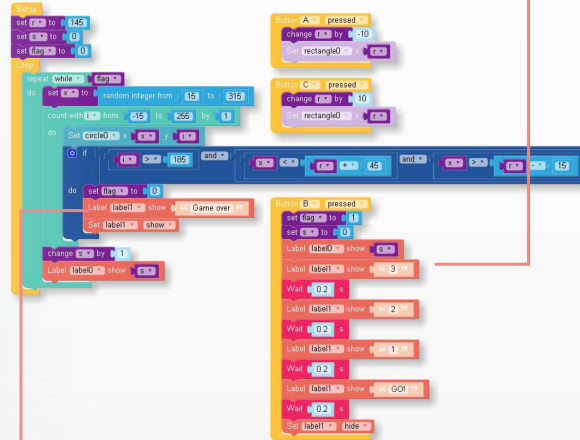 Setup
set r to 145
set s to 0
set flag to 0
Loop
repeat while flag
do set x to random integer from 15 to 315
count with i from -15 to 255 by 1
do Set circle0 x x y i
if i > 185 and x < r + 45 and x > r - 15
do set flag to 0
Label label1 show “ Game over ”
Set label1 show
change s by 1
Label label0 show s
Button A pressed
change r by -10
Set rectangle0 x r
Button C pressed
change r by 10
Set rectangle0 x r
Button B pressed
set flag to 1
set s to 0
Label label0 show s
Label label1 show “ 3 ”
Wait 0.2 s
Label label1 show “ 2 ”
Wait 0.2 s
Label label1 show “ 1 ”
Wait 0.2 s
Label label1 show “ GO! ”
Wait 0.2 s
Set label1 hide